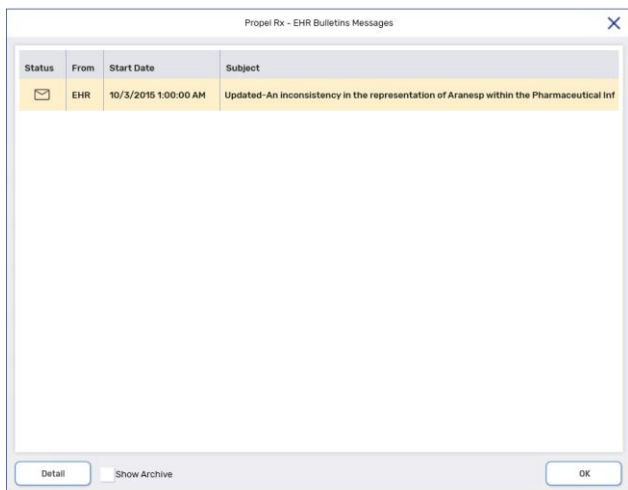 Propel Rx - EHR Bulletins Messages
Status From Start Date Subject
EHR 10/3/2015 1:00:00 AM Updated-An inconsistency in the representation of Aranesp within the Pharmaceutical Inf
Detail Show Archive OK